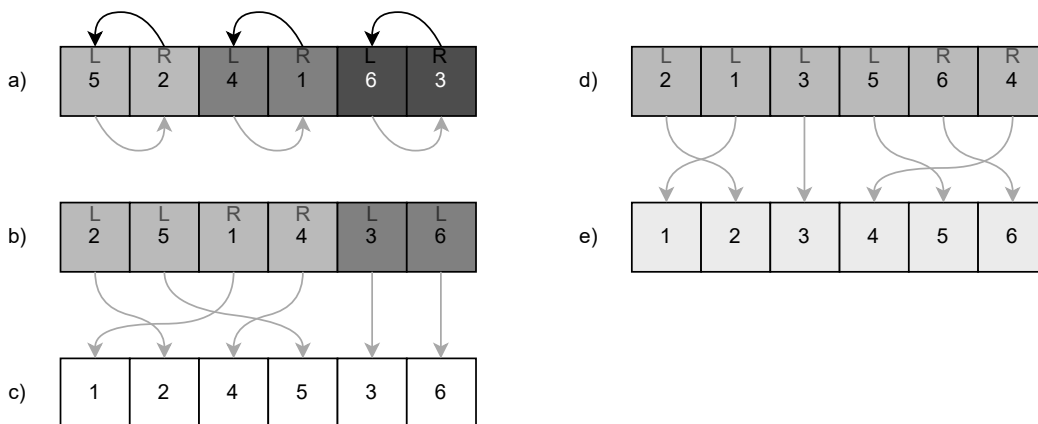 a)
L R L R L R
5 2 4 1 6 3
b)
L L R R L L
2 5 1 4 3 6
c)
1 2 4 5 3 6
d)
L L L L R R
2 1 3 5 6 4
e)
1 2 3 4 5 6